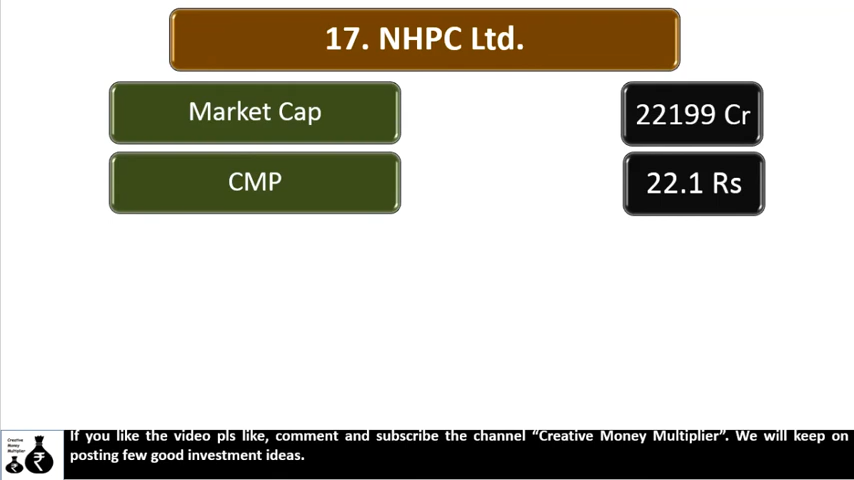 17. NHPC Ltd.
Market Cap
22199 Cr
CMP
22.1 Rs
Creative
Money
Multiplier
₹
₹
If you like the video pls like, comment and subscribe the channel “Creative Money Multiplier”. We will keep on
posting few good investment ideas.